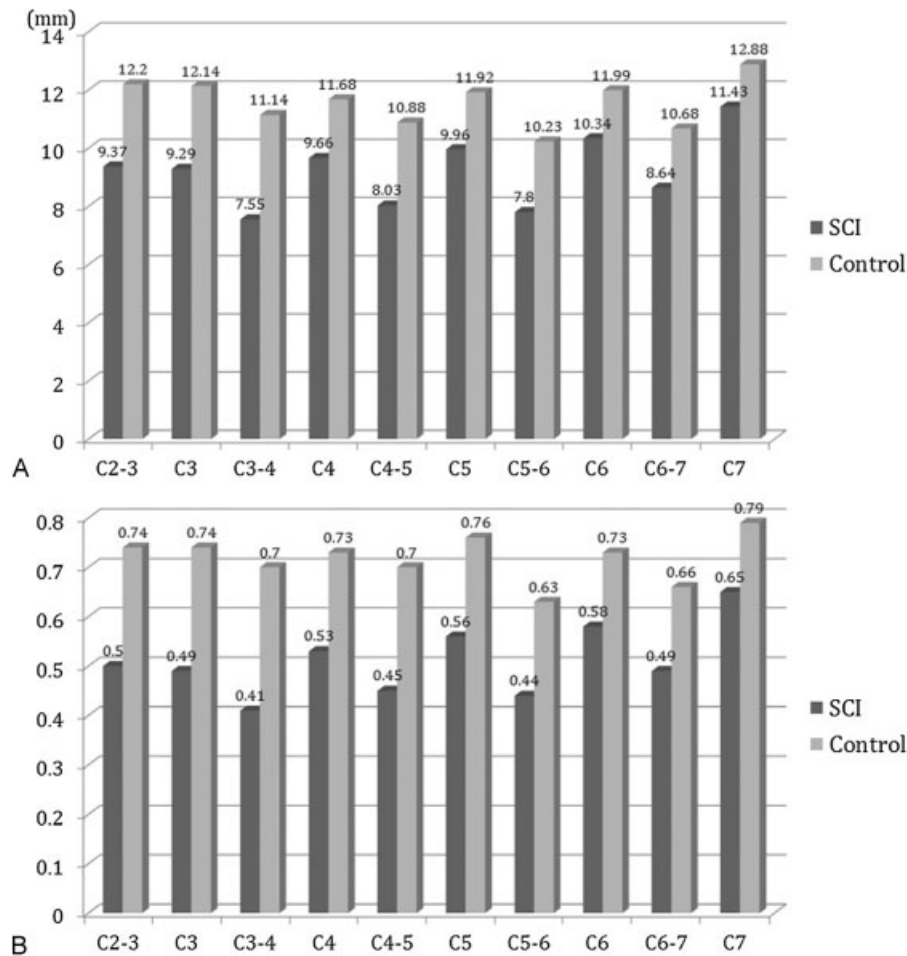 (mm)
14
12
10
8
6
4
2
0
12.2 12.14 11.14 11.68 10.88 11.92 10.23 11.99 10.68 12.88
9.37 9.29 7.55 9.66 8.03 9.96 7.8 10.34 8.64 11.43
SCI
Control
A
C2-3 C3 C3-4 C4 C4-5 C5 C5-6 C6 C6-7 C7
0.8
0.7
0.6
0.5
0.4
0.3
0.2
0.1
0
0.74 0.74 0.7 0.73 0.7 0.76 0.63 0.73 0.66 0.79
0.5 0.49 0.41 0.53 0.45 0.56 0.44 0.58 0.49 0.65
SCI
Control
B
C2-3 C3 C3-4 C4 C4-5 C5 C5-6 C6 C6-7 C7